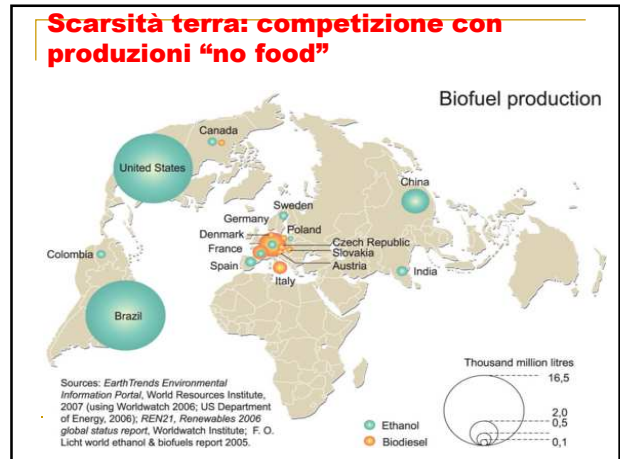 Scarsità terra: competizione con
produzioni “no food”
Biofuel production
Canada
United States
China
Sweden
Germany
Poland
Denmark
Czech Republic
France
Slovakia
Colombia
Spain
Austria
India
Italy
Brazil
Thousand million litres
16,5
2,0
0,5
0,1
Sources: EarthTrends Environmental
Information Portal, World Resources Institute,
2007 (using Worldwatch 2006; US Department
of Energy, 2006); REN21, Renewables 2006
global status report, Worldwatch Institute; F. O.
Licht world ethanol & biofuels report 2005.
Ethanol
Biodiesel